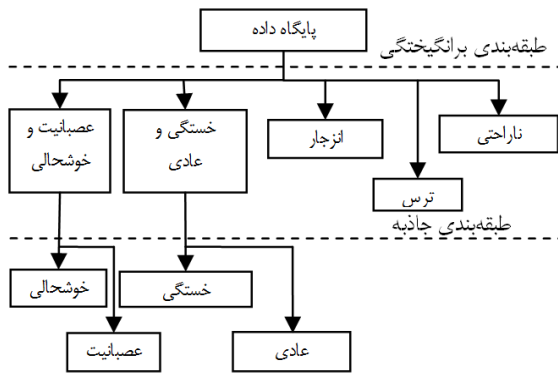 پایگاه داده
طبقه‌بندی برانگیختگی
عصبانیت و
خوشحالی
خستگی و
عادی
انزجار
ترس
ناراحتی
طبقه‌بندی جاذبه
خوشحالی
خستگی
عصبانیت
عادی